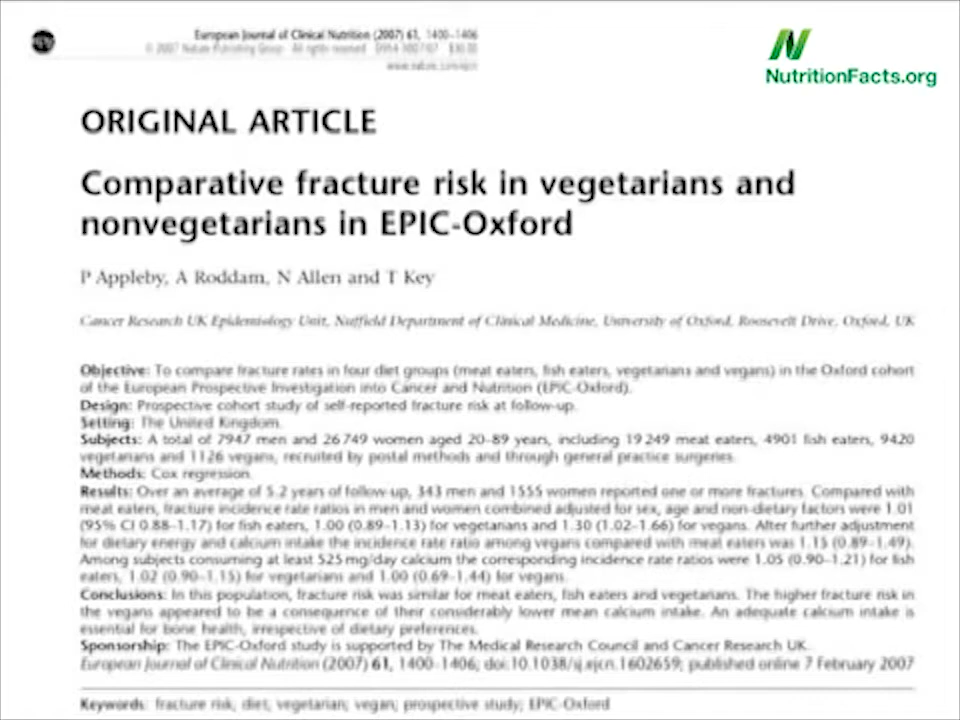 European Journal of Clinical Nutrition (2007) 61, 1400–1406
© 2007 Nature Publishing Group All rights reserved 0954-3007/07 $30.00
www.nature.com/ejcn
NutritionFacts.org
ORIGINAL ARTICLE
Comparative fracture risk in vegetarians and
nonvegetarians in EPIC-Oxford
P Appleby, A Roddam, N Allen and T Key
Cancer Research UK Epidemiology Unit, Nuffield Department of Clinical Medicine, University of Oxford, Roosevelt Drive, Oxford, UK
Objective: To compare fracture rates in four diet groups (meat eaters, fish eaters, vegetarians and vegans) in the Oxford cohort
of the European Prospective Investigation into Cancer and Nutrition (EPIC-Oxford).
Design: Prospective cohort study of self-reported fracture risk at follow-up.
Setting: The United Kingdom.
Subjects: A total of 7947 men and 26 749 women aged 20–89 years, including 19 249 meat eaters, 4901 fish eaters, 9420
vegetarians and 1126 vegans, recruited by postal methods and through general practice surgeries.
Methods: Cox regression.
Results: Over an average of 5.2 years of follow-up, 343 men and 1555 women reported one or more fractures. Compared with
meat eaters, fracture incidence rate ratios in men and women combined adjusted for sex, age and non-dietary factors were 1.01
(95% CI 0.88–1.17) for fish eaters, 1.00 (0.89–1.13) for vegetarians and 1.30 (1.02–1.66) for vegans. After further adjustment
for dietary energy and calcium intake the incidence rate ratio among vegans compared with meat eaters was 1.15 (0.89–1.49).
Among subjects consuming at least 525 mg/day calcium the corresponding incidence rate ratios were 1.05 (0.90–1.21) for fish
eaters, 1.02 (0.90–1.15) for vegetarians and 1.00 (0.69–1.44) for vegans.
Conclusions: In this population, fracture risk was similar for meat eaters, fish eaters and vegetarians. The higher fracture risk in
the vegans appeared to be a consequence of their considerably lower mean calcium intake. An adequate calcium intake is
essential for bone health, irrespective of dietary preferences.
Sponsorship: The EPIC-Oxford study is supported by The Medical Research Council and Cancer Research UK.
European Journal of Clinical Nutrition (2007) 61, 1400–1406; doi:10.1038/sj.ejcn.1602659; published online 7 February 2007
Keywords: fracture risk; diet; vegetarian; vegan; prospective study; EPIC-Oxford